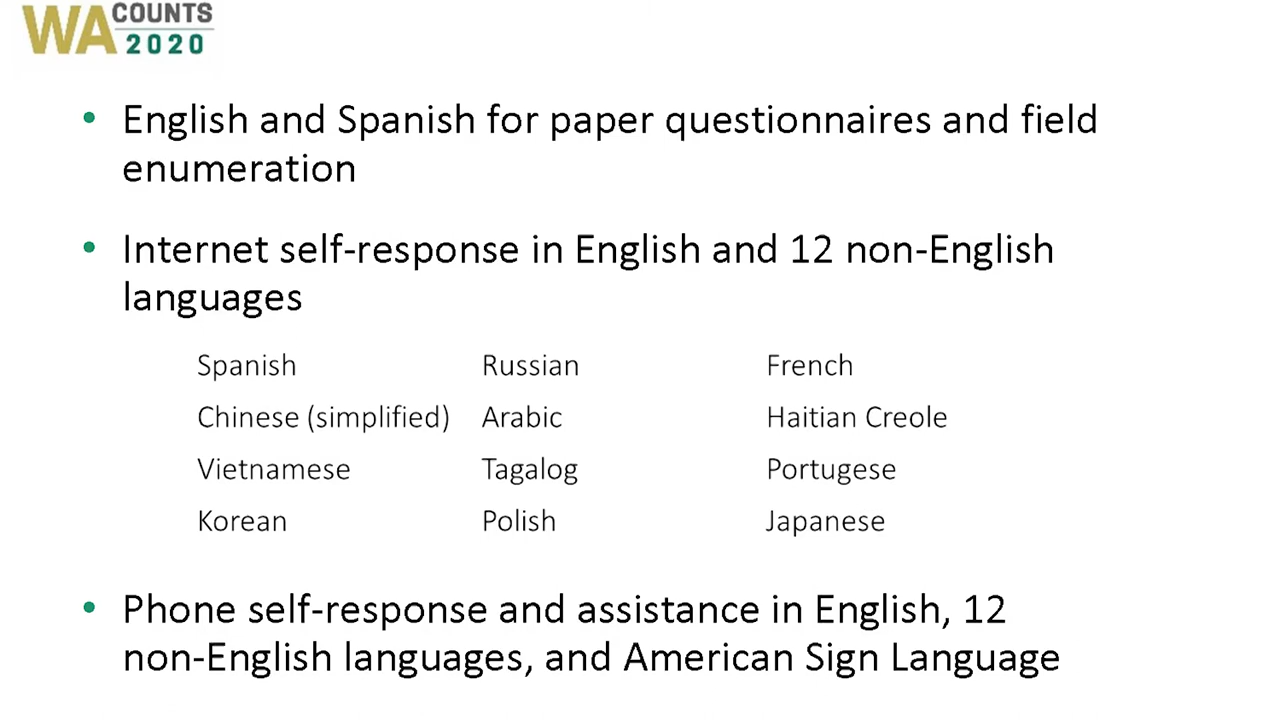 WA COUNTS
2020
• English and Spanish for paper questionnaires and field
enumeration
• Internet self-response in English and 12 non-English
languages
Spanish Russian French
Chinese (simplified) Arabic Haitian Creole
Vietnamese Tagalog Portugese
Korean Polish Japanese
• Phone self-response and assistance in English, 12
non-English languages, and American Sign Language